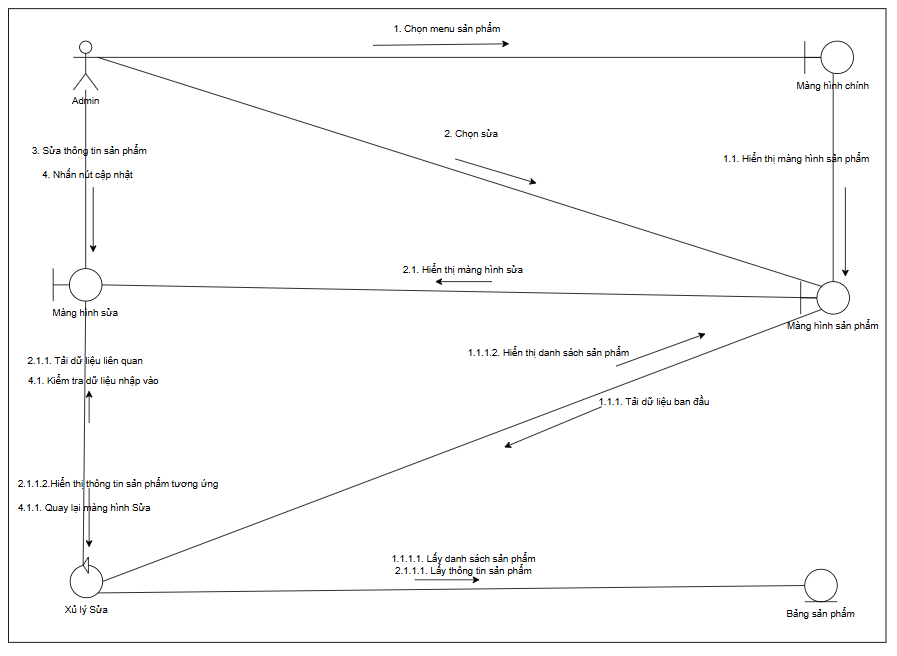 1. Chọn menu sản phẩm
Màng hình chính
Admin
2. Chọn sửa
3. Sửa thông tin sản phẩm
1.1. Hiển thị màng hình sản phẩm
4. Nhấn nút cập nhật
2.1. Hiển thị màng hình sửa
Màng hình sửa
Màng hình sản phẩm
1.1.1.2. Hiển thị danh sách sản phẩm
2.1.1. Tải dữ liệu liên quan
4.1. Kiểm tra dữ liệu nhập vào
1.1.1. Tải dữ liệu ban đầu
2.1.1.2.Hiển thị thông tin sản phẩm tương ứng
4.1.1. Quay lại màng hình Sửa
1.1.1.1. Lấy danh sách sản phẩm
2.1.1.1. Lấy thông tin sản phẩm
Xử lý Sửa
Bảng sản phẩm